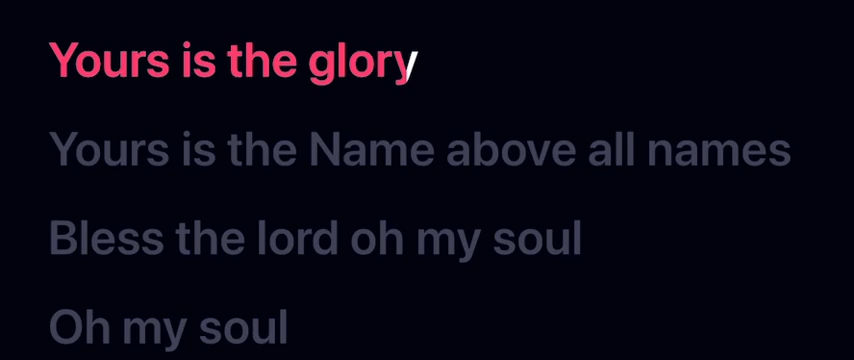 Yours is the glory
Yours is the Name above all names
Bless the lord oh my soul
Oh my soul